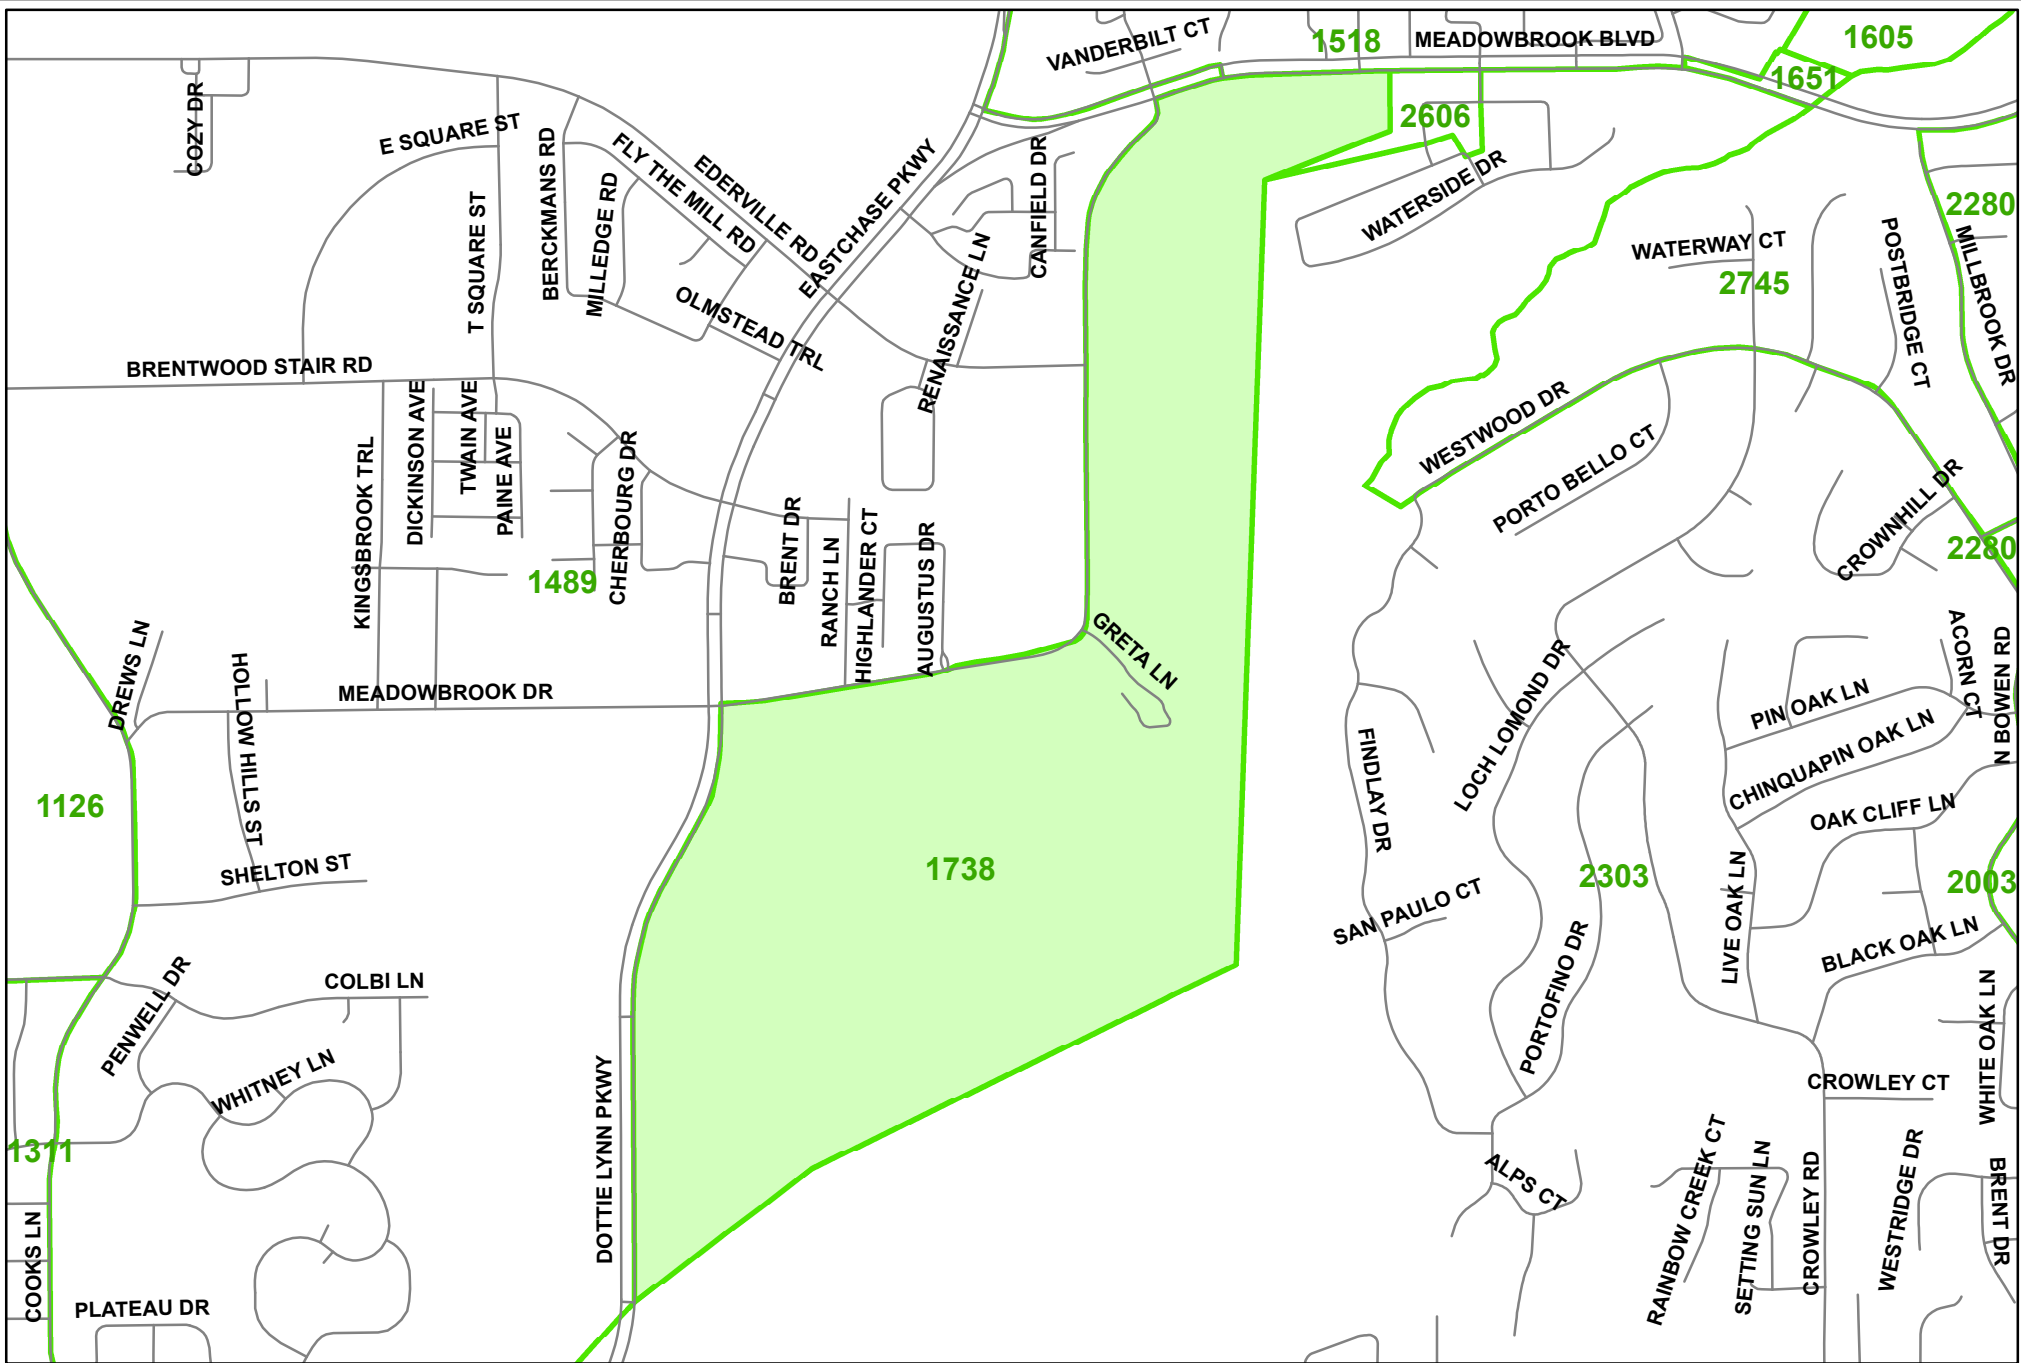 VANDERBILT CT
1518
MEADOWBROOK BLVD
1605
1651
COZY DR
E SQUARE ST
BERCKMANS RD
FLY THE MILL RD
EDERVILLE RD
EASTCHASE PKWY
CANFIELD DR
2606
WATERSIDE DR
2280
MILLEDGE RD
T SQUARE ST
OLMSTEAD TRL
RENAISSANCE LN
WATERWAY CT
2745
POSTBRIDGE CT
MILLBROOK DR
BRENTWOOD STAIR RD
DICKINSON AVE
TWAIN AVE
PAINE AVE
KINGSBROOK TRL
CHERBOURG DR
WESTWOOD DR
PORTO BELLO CT
CROWNHILL DR
2280
1489
BRENT DR
RANCH LN
HIGHLANDER CT
AUGUSTUS DR
GRETA LN
DREWS LN
HOLLOW HILLS ST
MEADOWBROOK DR
LOCH LOMOND DR
PIN OAK LN
ACORN CT
N BOWEN RD
CHINQUAPIN OAK LN
FINDLAY DR
OAK CLIFF LN
1126
SHELTON ST
1738
2303
2003
SAN PAULO CT
LIVE OAK LN
BLACK OAK LN
PORTOFINO DR
PENWELL DR
COLBI LN
WHITE OAK LN
WHITNEY LN
CROWLEY CT
DOTTIE LYNN PKWY
1311
ALPS CT
RAINBOW CREEK CT
SETTING SUN LN
CROWLEY RD
WESTRIDGE DR
BRENT DR
COOKS LN
PLATEAU DR